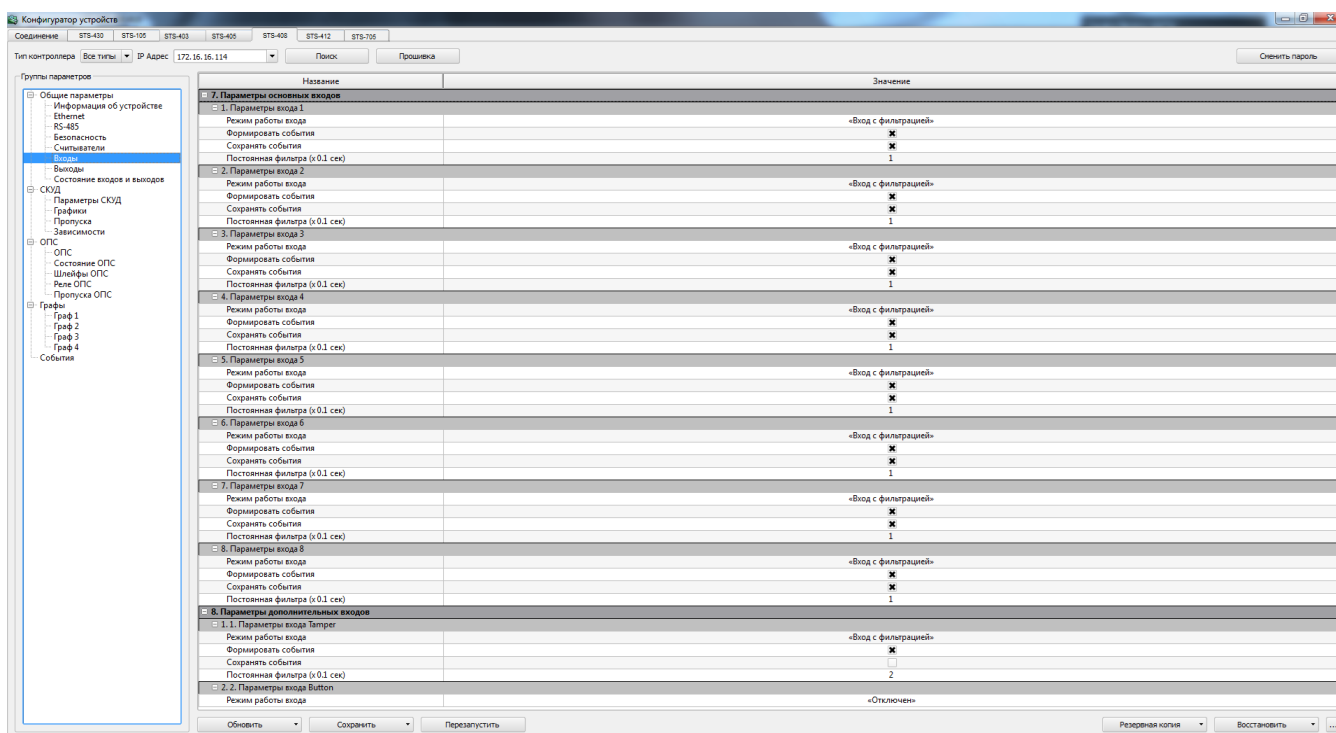 Конфигуратор устройств
Соединение STS-430 STS-105 STS-403 STS-405 STS-408 STS-412 STS-705
Тип контроллера Все типы IP Адрес 172.16.16.114 Поиск Прошивка Сменить пароль
Группы параметров
Общие параметры
Информация об устройстве
Ethernet
RS-485
Безопасность
Считыватели
Входы
Выходы
Состояние входов и выходов
СКУД
Параметры СКУД
Графики
Пропуска
Зависимости
ОПС
ОПС
Состояние ОПС
Шлейфы ОПС
Реле ОПС
Пропуска ОПС
Графы
Граф 1
Граф 2
Граф 3
Граф 4
События
Название Значение
7. Параметры основных входов
1. Параметры входа 1
Режим работы входа «Вход с фильтрацией»
Формировать события
Сохранять события
Постоянная фильтра (x 0.1 сек) 1
2. Параметры входа 2
Режим работы входа «Вход с фильтрацией»
Формировать события
Сохранять события
Постоянная фильтра (x 0.1 сек) 1
3. Параметры входа 3
Режим работы входа «Вход с фильтрацией»
Формировать события
Сохранять события
Постоянная фильтра (x 0.1 сек) 1
4. Параметры входа 4
Режим работы входа «Вход с фильтрацией»
Формировать события
Сохранять события
Постоянная фильтра (x 0.1 сек) 1
5. Параметры входа 5
Режим работы входа «Вход с фильтрацией»
Формировать события
Сохранять события
Постоянная фильтра (x 0.1 сек) 1
6. Параметры входа 6
Режим работы входа «Вход с фильтрацией»
Формировать события
Сохранять события
Постоянная фильтра (x 0.1 сек) 1
7. Параметры входа 7
Режим работы входа «Вход с фильтрацией»
Формировать события
Сохранять события
Постоянная фильтра (x 0.1 сек) 1
8. Параметры входа 8
Режим работы входа «Вход с фильтрацией»
Формировать события
Сохранять события
Постоянная фильтра (x 0.1 сек) 1
8. Параметры дополнительных входов
1. 1. Параметры входа Tamper
Режим работы входа «Вход с фильтрацией»
Формировать события
Сохранять события
Постоянная фильтра (x 0.1 сек) 2
2. 2. Параметры входа Button
Режим работы входа «Отключен»
Обновить Сохранить Перезапустить Резервная копия Восстановить ...